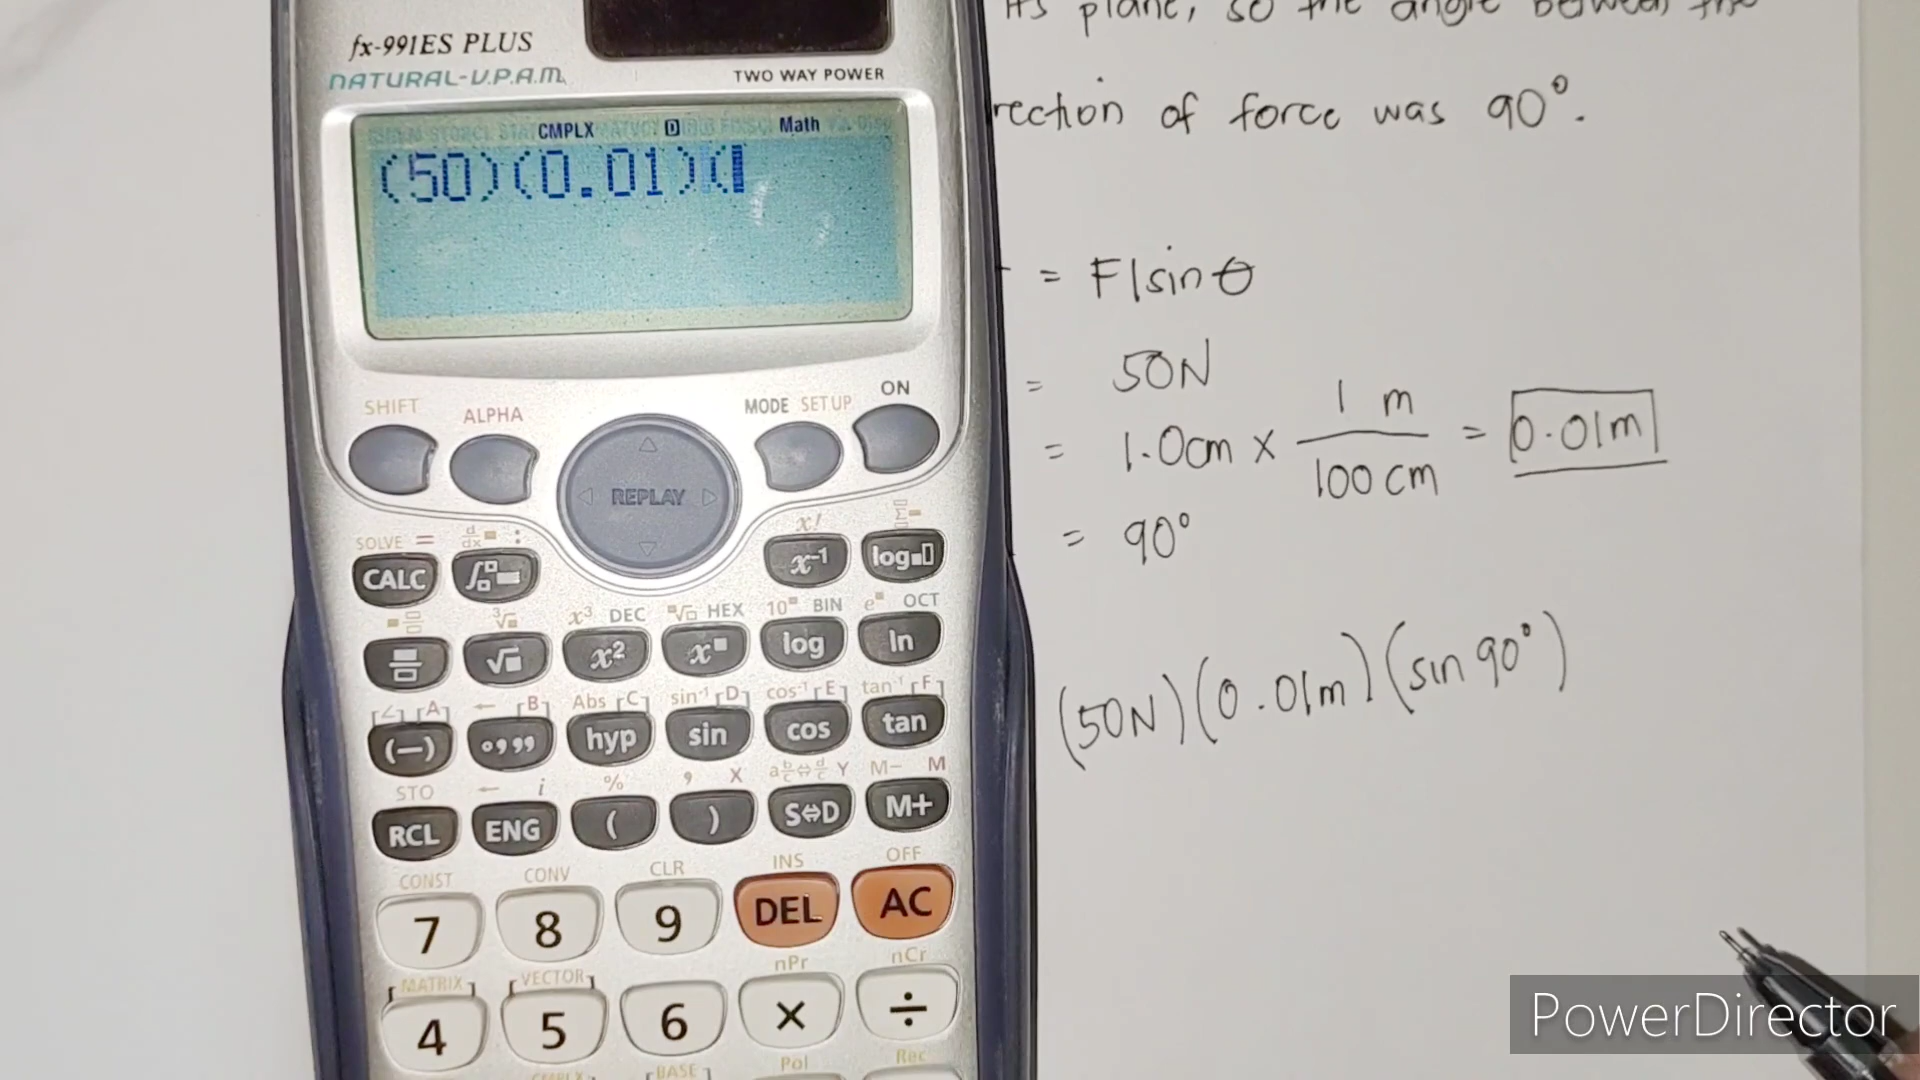 fx-991ES PLUS
NATURAL-V.P.A.M.
TWO WAY POWER
CMPLX D Math
(50)(0.01)(
SHIFT ALPHA MODE SETUP ON
REPLAY
SOLVE = d/dx : x! Σ
CALC ∫ x⁻¹ log
x³ DEC HEX 10 BIN e OCT
√ x² x log ln
∠ A ← B Abs C sin⁻¹ D cos⁻¹ E tan⁻¹ F
(−) °,,, hyp sin cos tan
STO ← i % , X a b/c⇔d/c Y M− M
RCL ENG ( ) S⇔D M+
CONST CONV CLR INS OFF
7 8 9 DEL AC
MATRIX VECTOR nPr nCr
4 5 6 × ÷
CMPLX BASE Pol Rec
its plane, so the angle between the
rection of force was 90°.
= Flsinθ
= 50N
= 1.0cm × 1 m / 100 cm = 0.01m
= 90°
(50N)(0.01m)(sin 90°)
PowerDirector